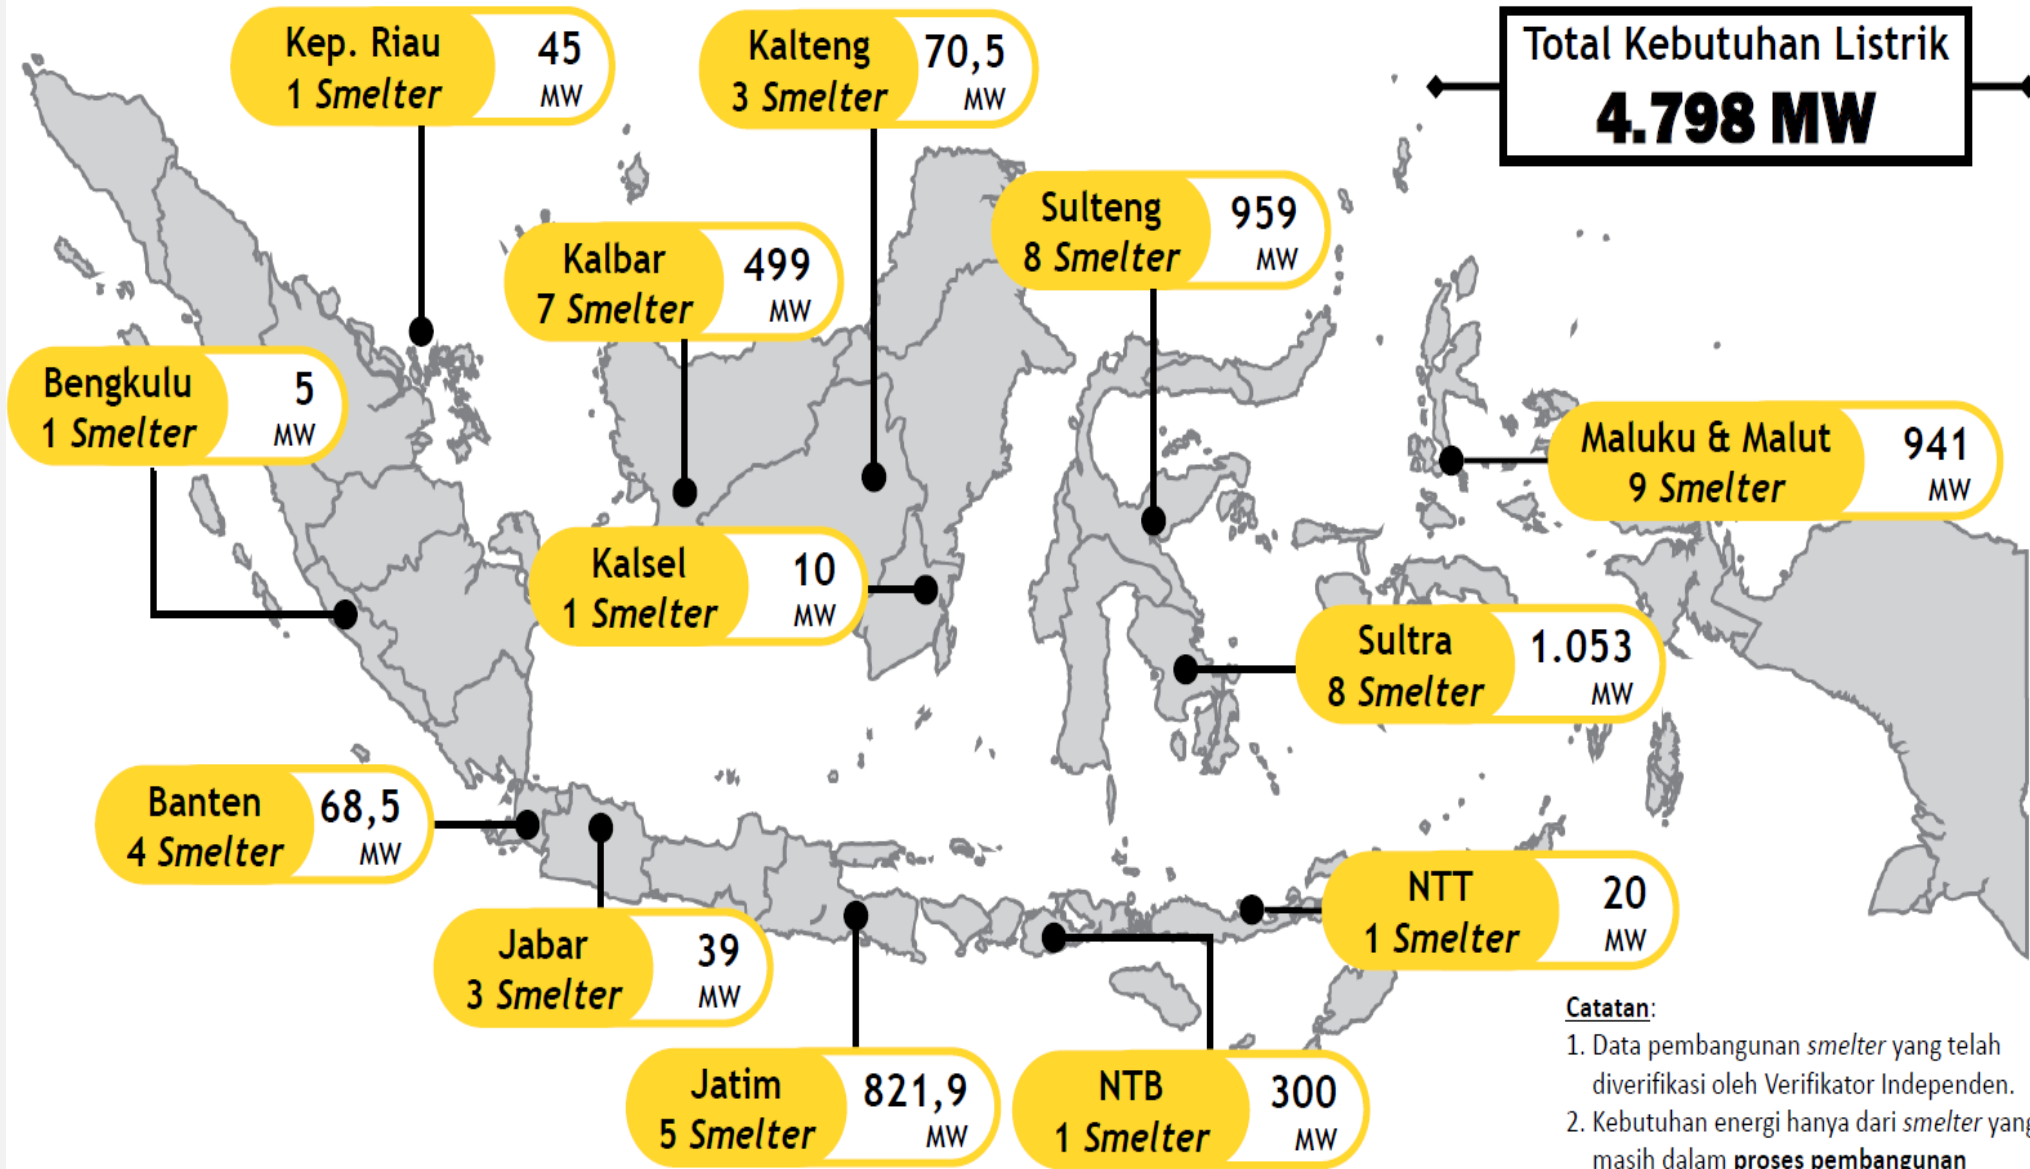 Kep. Riau
1 Smelter
45
MW
Kalteng
3 Smelter
70,5
MW
Total Kebutuhan Listrik
4.798 MW
Sulteng
8 Smelter
959
MW
Kalbar
7 Smelter
499
MW
Bengkulu
1 Smelter
5
MW
Maluku & Malut
9 Smelter
941
MW
Kalsel
1 Smelter
10
MW
Sultra
8 Smelter
1.053
MW
Banten
4 Smelter
68,5
MW
NTT
1 Smelter
20
MW
Jabar
3 Smelter
39
MW
Jatim
5 Smelter
821,9
MW
NTB
1 Smelter
300
MW
Catatan:
1. Data pembangunan smelter yang telah
diverifikasi oleh Verifikator Independen.
2. Kebutuhan energi hanya dari smelter yang
masih dalam proses pembangunan